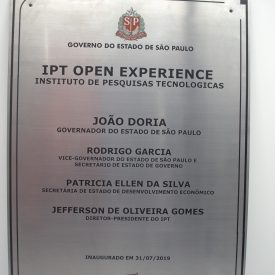 SP
GOVERNO DO ESTADO DE SÃO PAULO
IPT OPEN EXPERIENCE
INSTITUTO DE PESQUISAS TECNOLOGICAS
JOÃO DORIA
GOVERNADOR DO ESTADO DE SÃO PAULO
RODRIGO GARCIA
VICE-GOVERNADOR DO ESTADO DE SÃO PAULO E
SECRETÁRIO DE ESTADO DE GOVERNO
PATRICIA ELLEN DA SILVA
SECRETÁRIA DE ESTADO DE DESENVOLVIMENTO ECONÔMICO
JEFFERSON DE OLIVEIRA GOMES
DIRETOR-PRESIDENTE DO IPT
INAUGURADO EM 31/07/2019